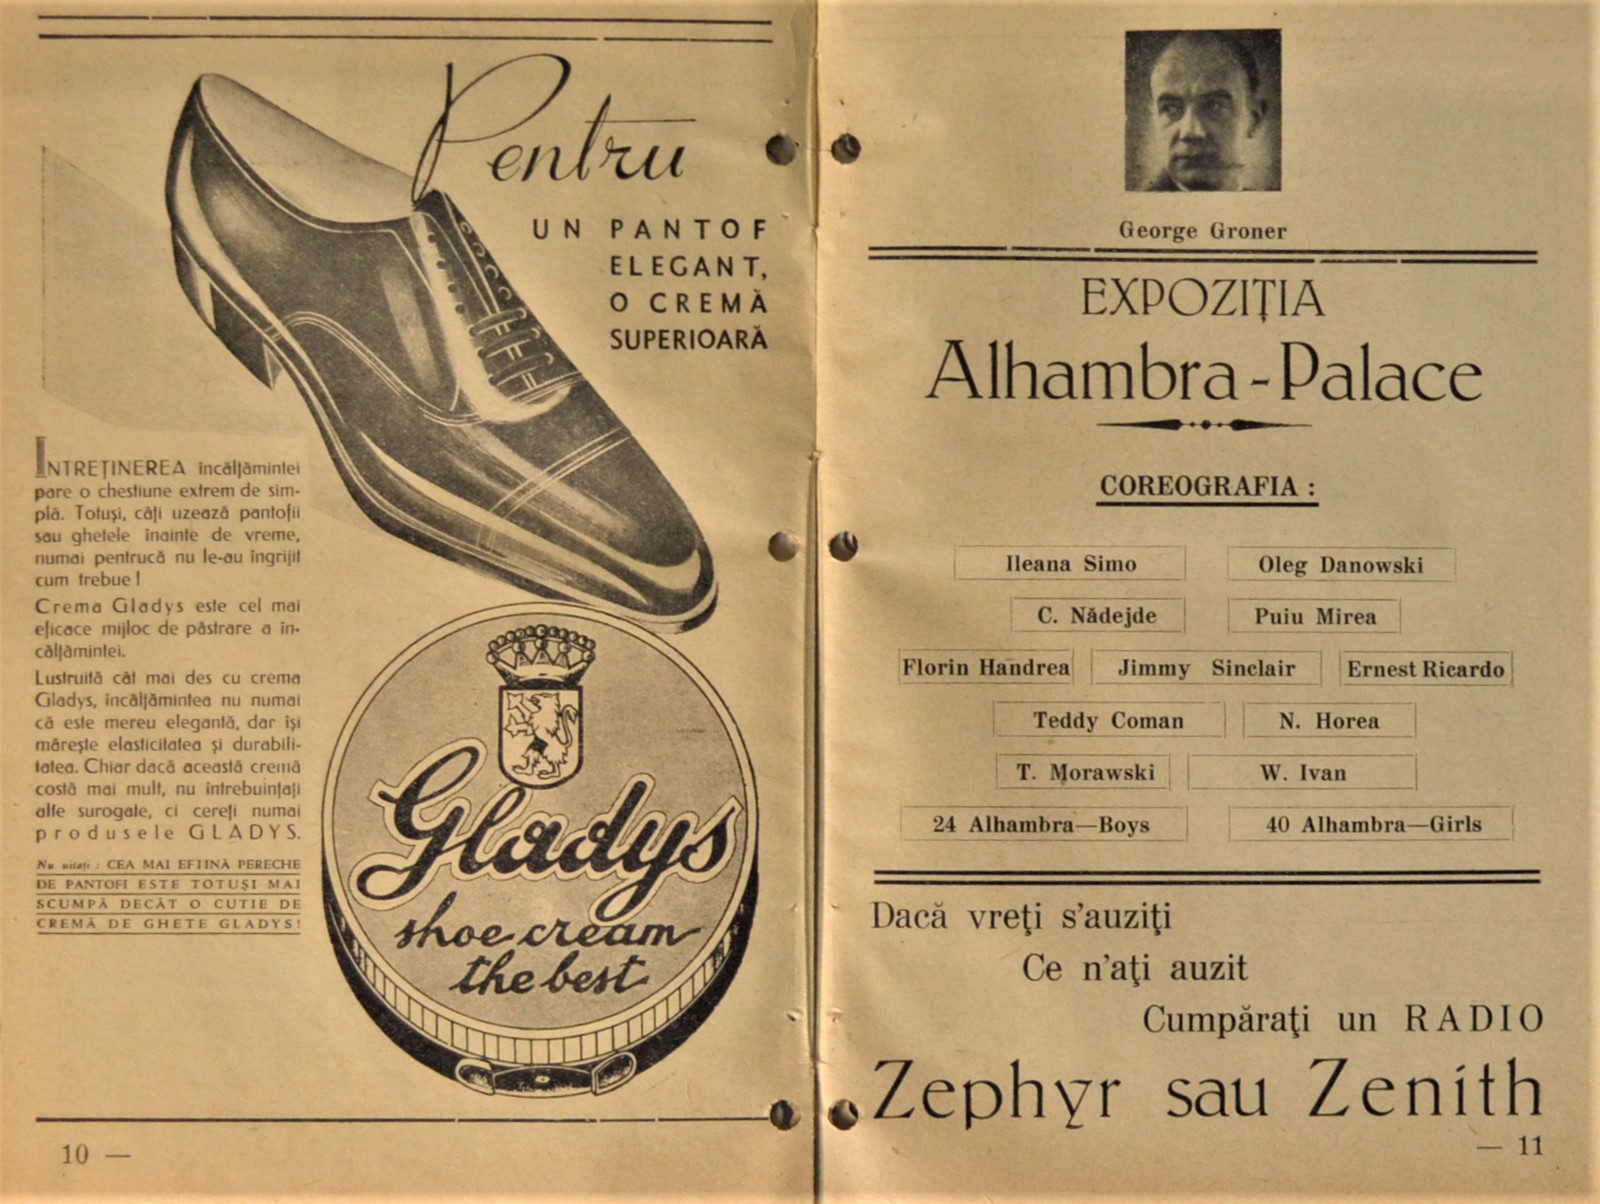 Pentru
UN PANTOF
ELEGANT,
O CREMĂ
SUPERIOARĂ
INTREȚINEREA încălțămintei
pare o chestiune extrem de sim-
plă. Totuși, câți uzează pantofii
sau ghetele înainte de vreme,
numai pentrucă nu le-au îngrijit
cum trebue!
Crema Gladys este cel mai
eficace mijloc de păstrare a în-
călțămintei.
Lustruită cât mai des cu crema
Gladys, încălțămintea nu numai
că este mereu elegantă, dar își
mărește elasticitatea și durabili-
tatea. Chiar dacă această cremă
costă mai mult, nu întrebuințați
alte surogate, ci cereți numai
produsele GLADYS.
Nu uitați : CEA MAI EFTINĂ PERECHE
DE PANTOFI ESTE TOTUȘI MAI
SCUMPĂ DECÂT O CUTIE DE
CREMĂ DE GHETE GLADYS!
Gladys
shoe cream
the best
10 —
George Groner
EXPOZIȚIA
Alhambra-Palace
COREOGRAFIA :
Ileana Simo Oleg Danowski
C. Nădejde Puiu Mirea
Florin Handrea Jimmy Sinclair Ernest Ricardo
Teddy Coman N. Horea
T. Morawski W. Ivan
24 Alhambra—Boys 40 Alhambra—Girls
Dacă vreți s'auziți
Ce n'ați auzit
Cumpărați un RADIO
Zephyr sau Zenith
— 11